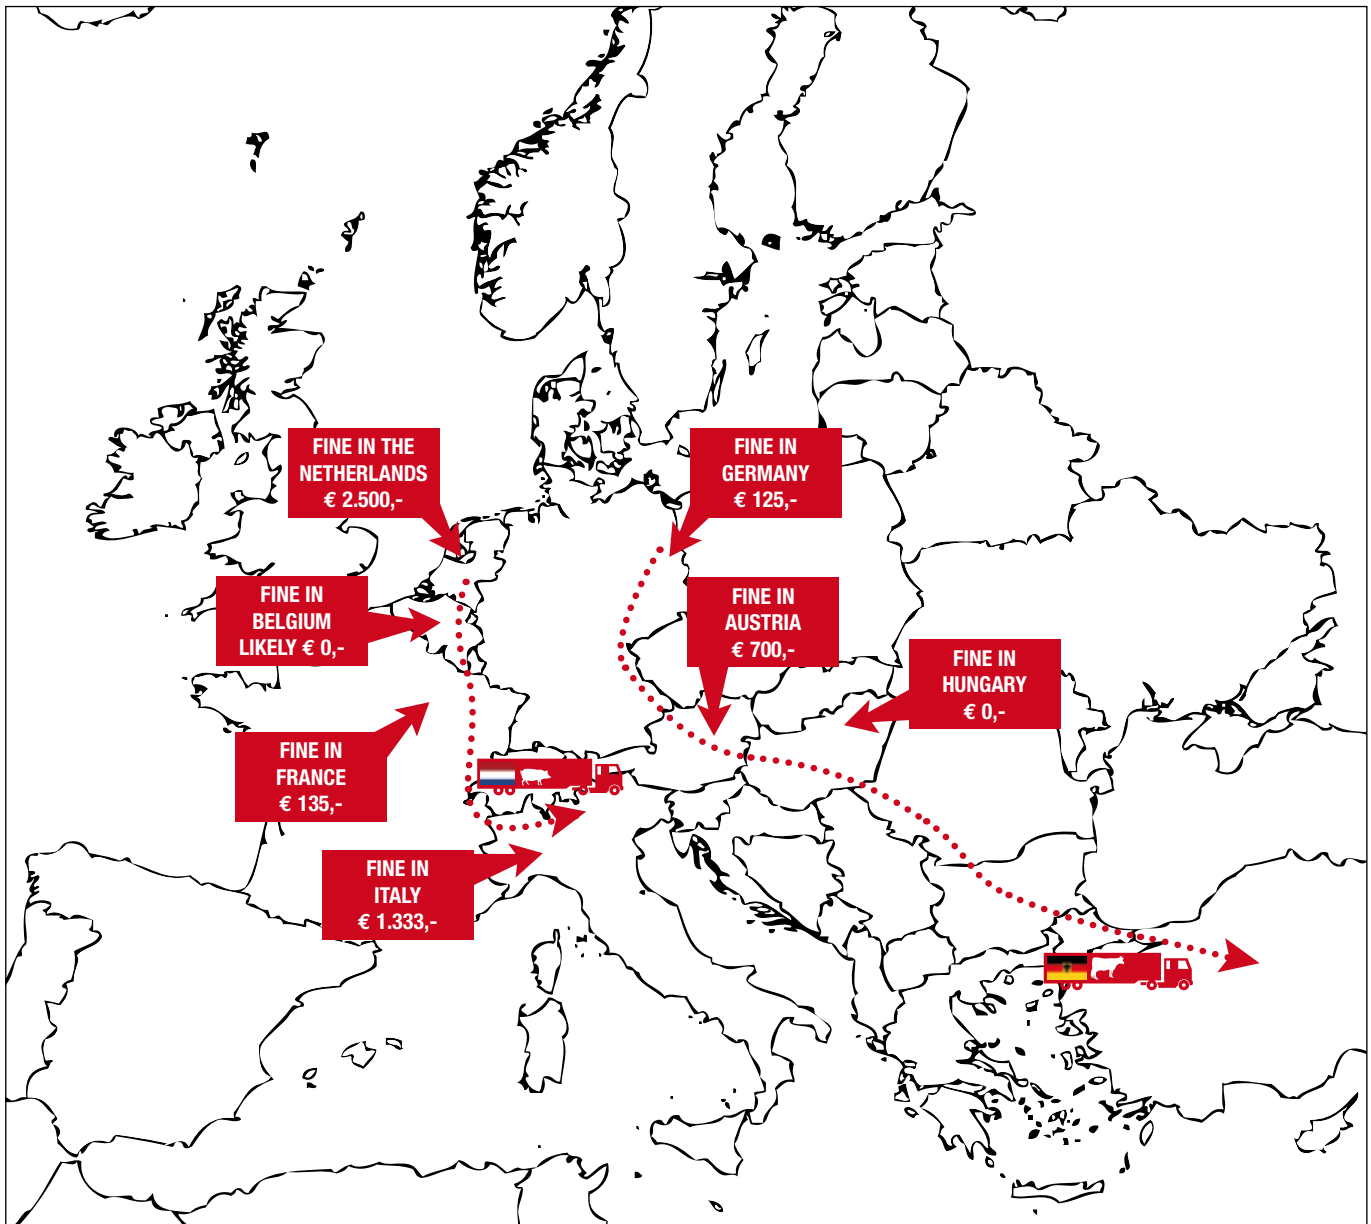 FINE IN THE
NETHERLANDS
€ 2.500,-
FINE IN
GERMANY
€ 125,-
FINE IN
BELGIUM
LIKELY € 0,-
FINE IN
AUSTRIA
€ 700,-
FINE IN
HUNGARY
€ 0,-
FINE IN
FRANCE
€ 135,-
FINE IN
ITALY
€ 1.333,-